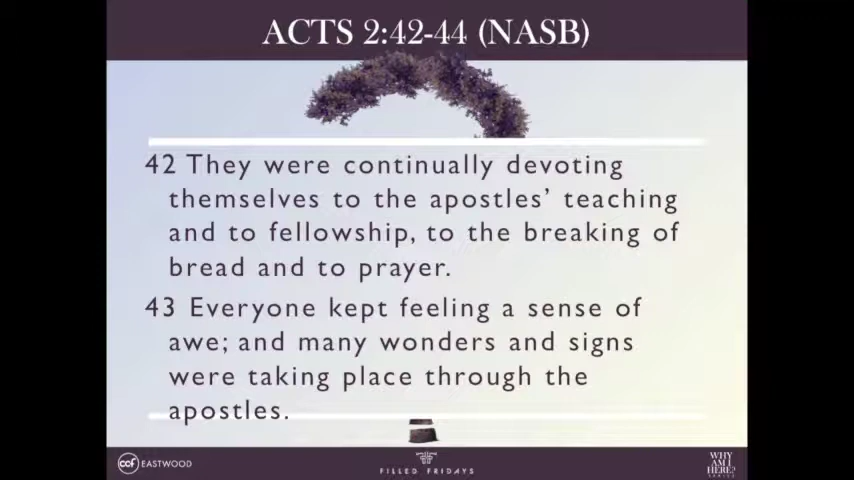 ACTS 2:42-44 (NASB)
42 They were continually devoting
themselves to the apostles’ teaching
and to fellowship, to the breaking of
bread and to prayer.
43 Everyone kept feeling a sense of
awe; and many wonders and signs
were taking place through the
apostles.
ccf EASTWOOD
FILLED FRIDAYS
WHY
AM I
HERE?
SERIES